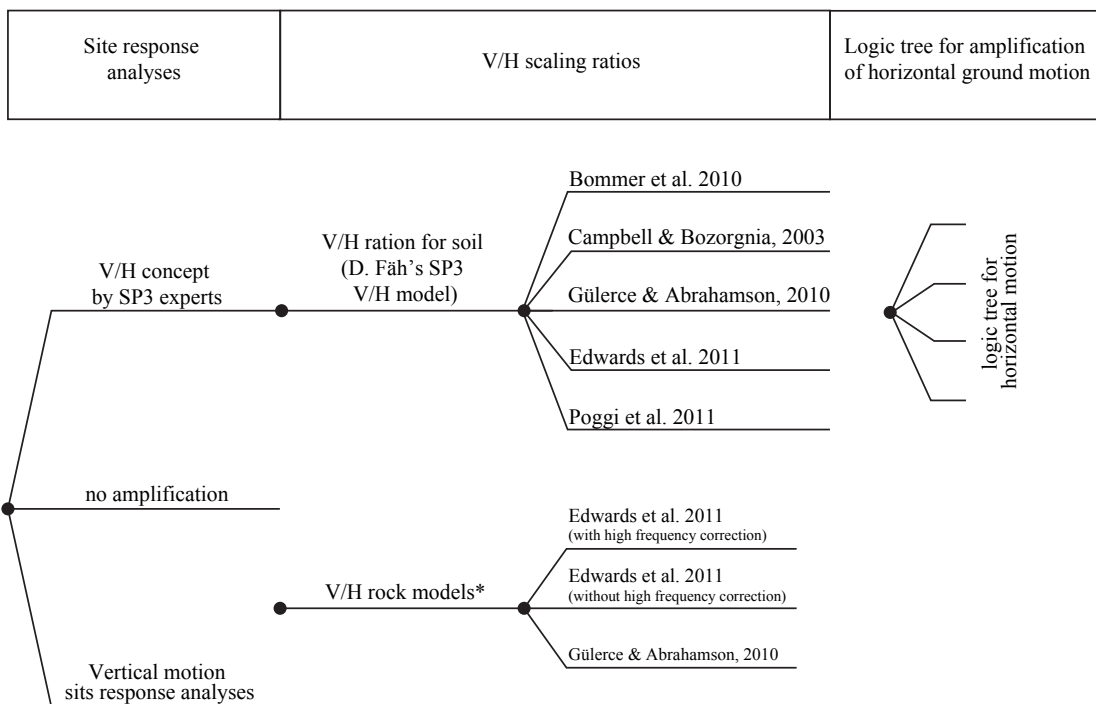 Site response
analyses
V/H scaling ratios
Logic tree for amplification
of horizontal ground motion
V/H concept
by SP3 experts
V/H ration for soil
(D. Fäh's SP3
V/H model)
Bommer et al. 2010
Campbell & Bozorgnia, 2003
Gülerce & Abrahamson, 2010
Edwards et al. 2011
Poggi et al. 2011
logic tree for
horizontal motion
no amplification
V/H rock models*
Edwards et al. 2011
(with high frequency correction)
Edwards et al. 2011
(without high frequency correction)
Gülerce & Abrahamson, 2010
Vertical motion
sits response analyses